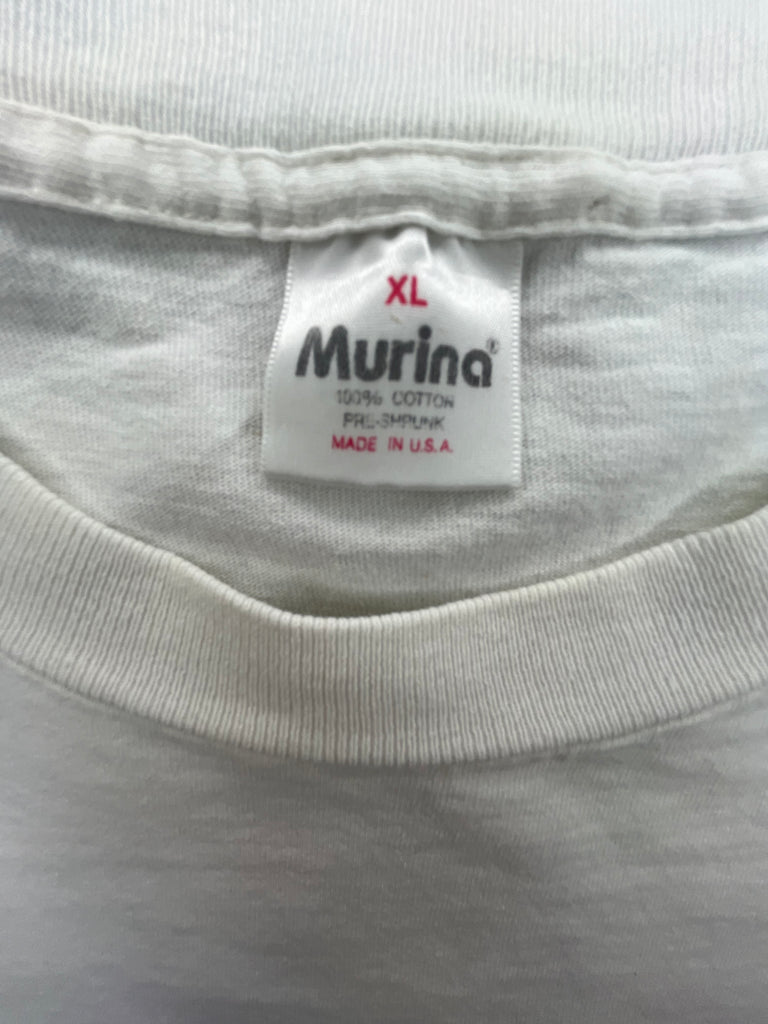 XL
Murina®
100% COTTON
PRE-SHRUNK
MADE IN U.S.A.